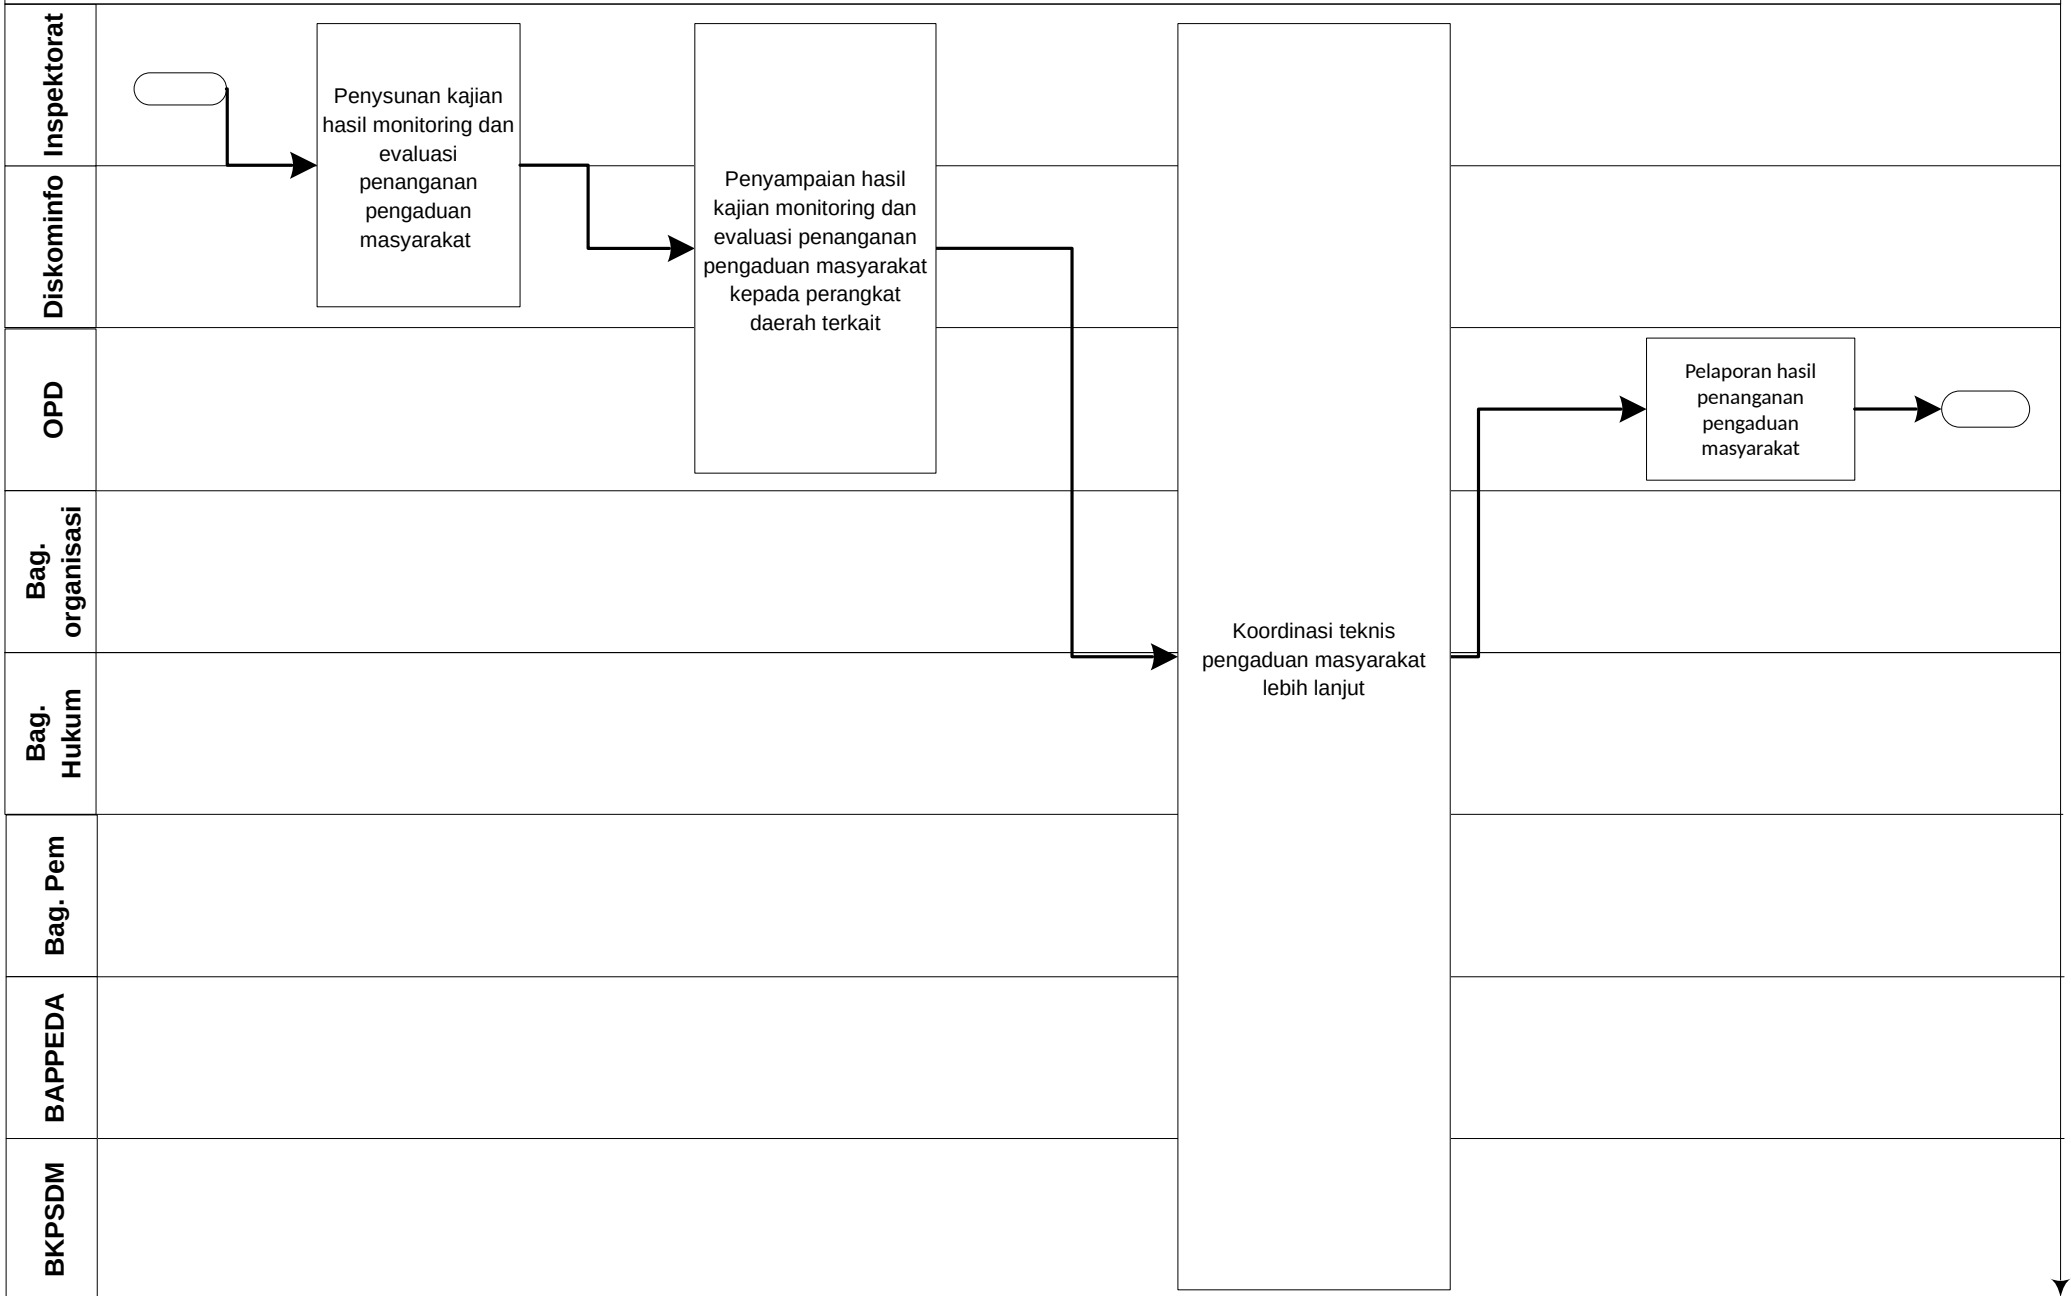 Inspektorat
Penysunan kajian
hasil monitoring dan
evaluasi
penanganan
pengaduan
masyarakat
Diskominfo
Penyampaian hasil
kajian monitoring dan
evaluasi penanganan
pengaduan masyarakat
kepada perangkat
daerah terkait
OPD
Pelaporan hasil
penanganan
pengaduan
masyarakat
Bag.
organisasi
Koordinasi teknis
pengaduan masyarakat
lebih lanjut
Bag.
Hukum
Bag. Pem
BAPPEDA
BKPSDM